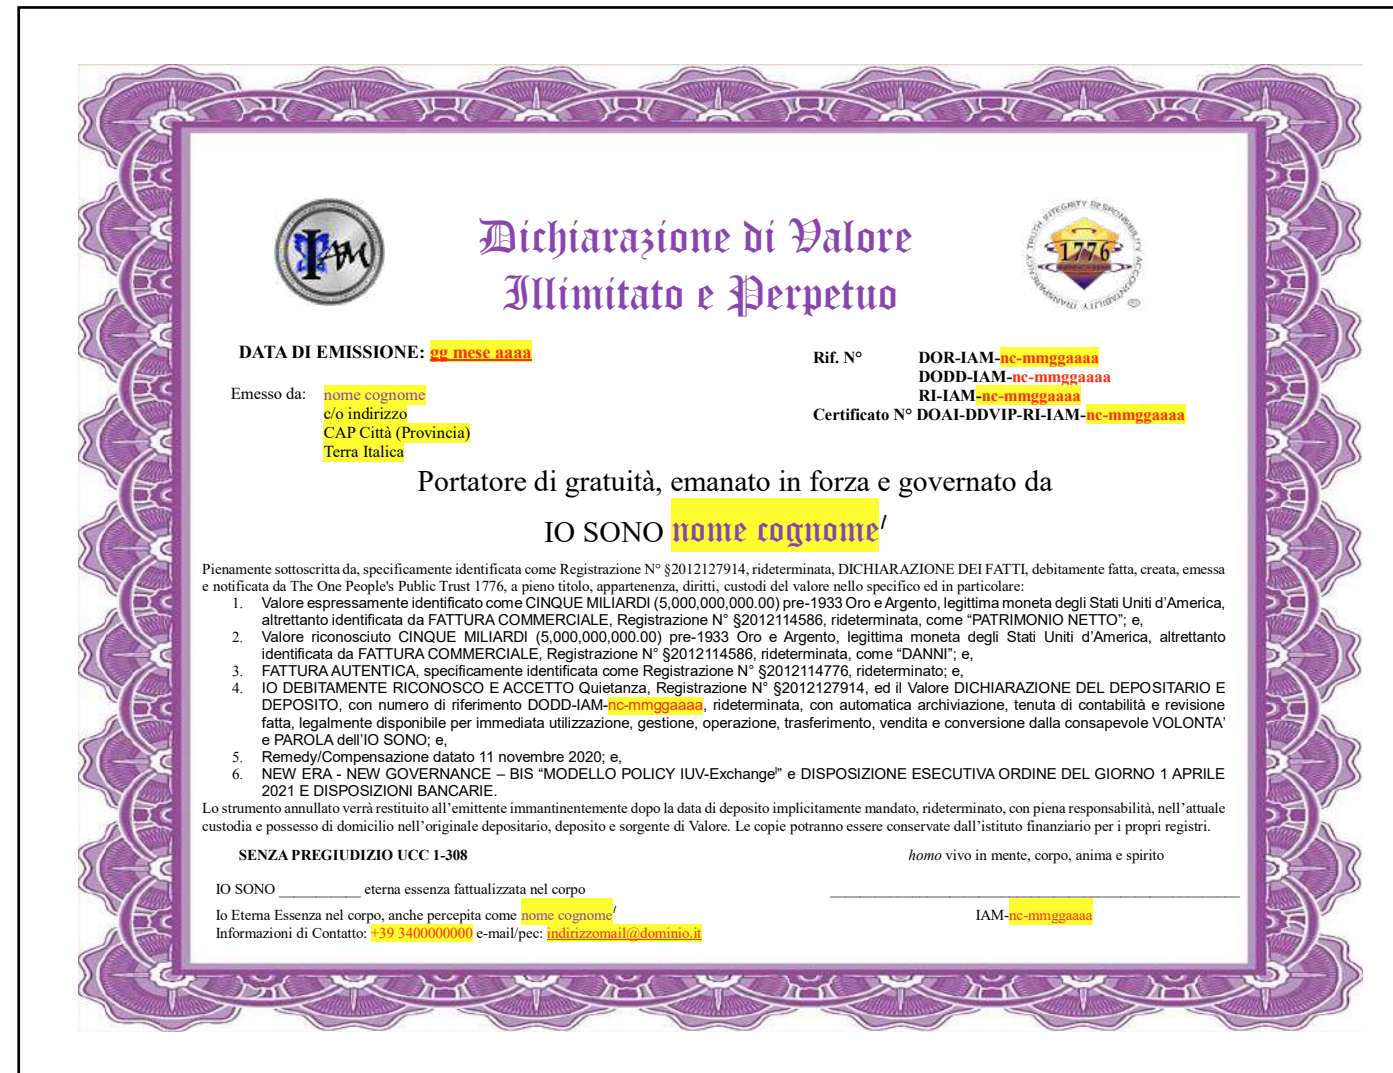 Dichiarazione di Valore
Illimitato e Perpetuo
IAM
TRANSPARENCY TRUTH INTEGRITY RESPONSIBILITY ACCOUNTABILITY
1776
DATA DI EMISSIONE: gg mese aaaa
Rif. N° DOR-IAM-nc-mmggaaaa
DODD-IAM-nc-mmggaaaa
RI-IAM-nc-mmggaaaa
Certificato N° DOAI-DDVIP-RI-IAM-nc-mmggaaaa
Emesso da: nome cognome
c/o indirizzo
CAP Città (Provincia)
Terra Italica
Portatore di gratuità, emanato in forza e governato da
IO SONO nome cognome/
Pienamente sottoscritta da, specificamente identificata come Registrazione N° §2012127914, rideterminata, DICHIARAZIONE DEI FATTI, debitamente fatta, creata, emessa
e notificata da The One People's Public Trust 1776, a pieno titolo, appartenenza, diritti, custodi del valore nello specifico ed in particolare:
1. Valore espressamente identificato come CINQUE MILIARDI (5,000,000,000.00) pre-1933 Oro e Argento, legittima moneta degli Stati Uniti d’America,
altrettanto identificata da FATTURA COMMERCIALE, Registrazione N° §2012114586, rideterminata, come “PATRIMONIO NETTO”; e,
2. Valore riconosciuto CINQUE MILIARDI (5,000,000,000.00) pre-1933 Oro e Argento, legittima moneta degli Stati Uniti d’America, altrettanto
identificata da FATTURA COMMERCIALE, Registrazione N° §2012114586, rideterminata, come “DANNI”; e,
3. FATTURA AUTENTICA, specificamente identificata come Registrazione N° §2012114776, rideterminato; e,
4. IO DEBITAMENTE RICONOSCO E ACCETTO Quietanza, Registrazione N° §2012127914, ed il Valore DICHIARAZIONE DEL DEPOSITARIO E
DEPOSITO, con numero di riferimento DODD-IAM-nc-mmggaaaa, rideterminata, con automatica archiviazione, tenuta di contabilità e revisione
fatta, legalmente disponibile per immediata utilizzazione, gestione, operazione, trasferimento, vendita e conversione dalla consapevole VOLONTA’
e PAROLA dell’IO SONO; e,
5. Remedy/Compensazione datato 11 novembre 2020; e,
6. NEW ERA - NEW GOVERNANCE – BIS “MODELLO POLICY IUV-Exchange/” e DISPOSIZIONE ESECUTIVA ORDINE DEL GIORNO 1 APRILE
2021 E DISPOSIZIONI BANCARIE.
Lo strumento annullato verrà restituito all’emittente immantinentemente dopo la data di deposito implicitamente mandato, rideterminato, con piena responsabilità, nell’attuale
custodia e possesso di domicilio nell’originale depositario, deposito e sorgente di Valore. Le copie potranno essere conservate dall’istituto finanziario per i propri registri.
SENZA PREGIUDIZIO UCC 1-308
homo vivo in mente, corpo, anima e spirito
IO SONO ___________ eterna essenza fattualizzata nel corpo
Io Eterna Essenza nel corpo, anche percepita come nome cognome/
IAM-nc-mmggaaaa
Informazioni di Contatto: +39 3400000000 e-mail/pec: indirizzomail@dominio.it